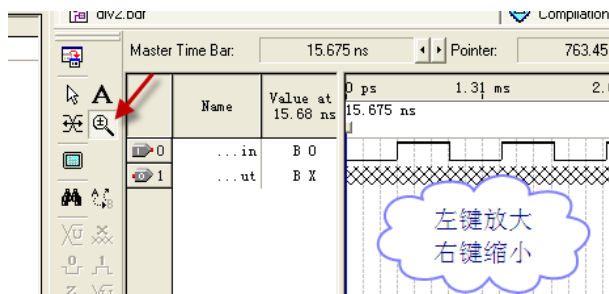 div2.bdf
Compilation
Master Time Bar:
15.675 ns
Pointer:
763.45
A
Name
Value at
15.68 ns
0 ps
1.31 ms
2.
15.675 ns
0
...in
B 0
1
...ut
B X
左键放大
右键缩小